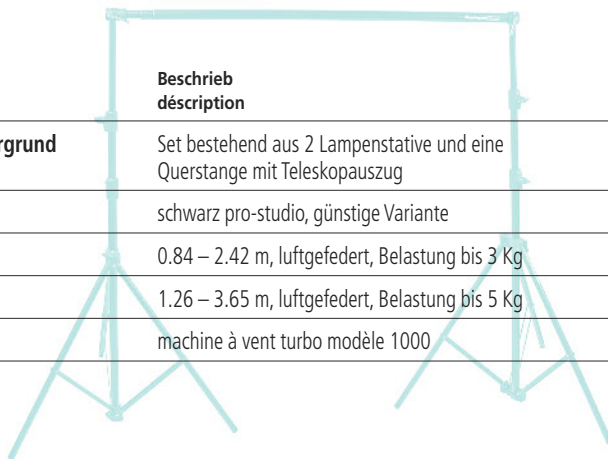 Beschrieb
déscription
rgrund
Set bestehend aus 2 Lampenstative und eine
Querstange mit Teleskopauszug
schwarz pro-studio, günstige Variante
0.84 – 2.42 m, luftgefedert, Belastung bis 3 Kg
1.26 – 3.65 m, luftgefedert, Belastung bis 5 Kg
machine à vent turbo modèle 1000